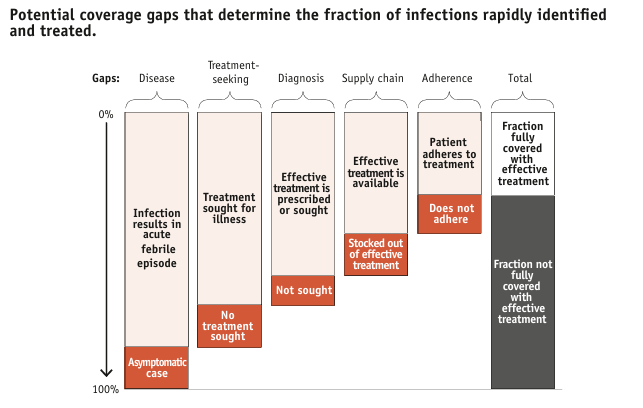 Potential coverage gaps that determine the fraction of infections rapidly identified
and treated.
Gaps:
Disease
Treatment-
seeking
Diagnosis
Supply chain
Adherence
Total
0%
100%
Infection
results in
acute
febrile
episode
Asymptomatic
case
Treatment
sought for
illness
No
treatment
sought
Effective
treatment is
prescribed
or sought
Not sought
Effective
treatment is
available
Stocked out
of effective
treatment
Patient
adheres to
treatment
Does not
adhere
Fraction
fully
covered
with
effective
treatment
Fraction not
fully
covered
with
effective
treatment